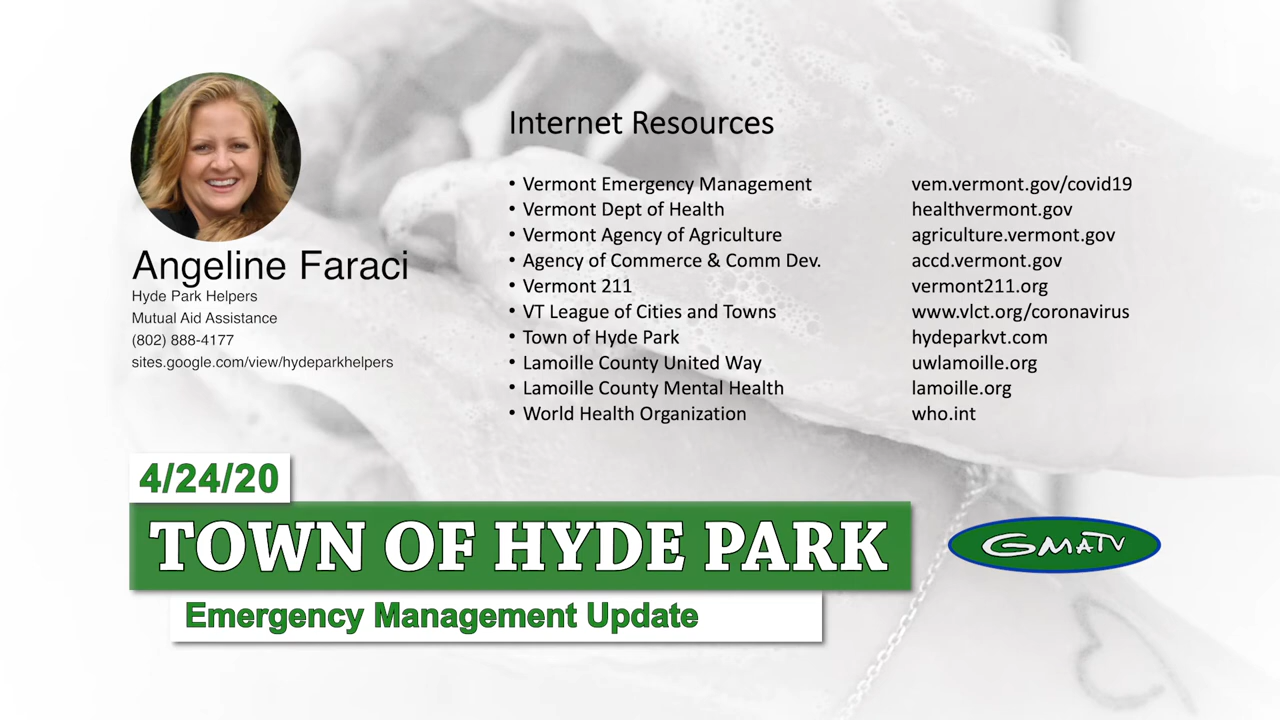 Angeline Faraci
Hyde Park Helpers
Mutual Aid Assistance
(802) 888-4177
sites.google.com/view/hydeparkhelpers
Internet Resources
• Vermont Emergency Management vem.vermont.gov/covid19
• Vermont Dept of Health healthvermont.gov
• Vermont Agency of Agriculture agriculture.vermont.gov
• Agency of Commerce & Comm Dev. accd.vermont.gov
• Vermont 211 vermont211.org
• VT League of Cities and Towns www.vlct.org/coronavirus
• Town of Hyde Park hydeparkvt.com
• Lamoille County United Way uwlamoille.org
• Lamoille County Mental Health lamoille.org
• World Health Organization who.int
4/24/20
TOWN OF HYDE PARK
GMATV
Emergency Management Update